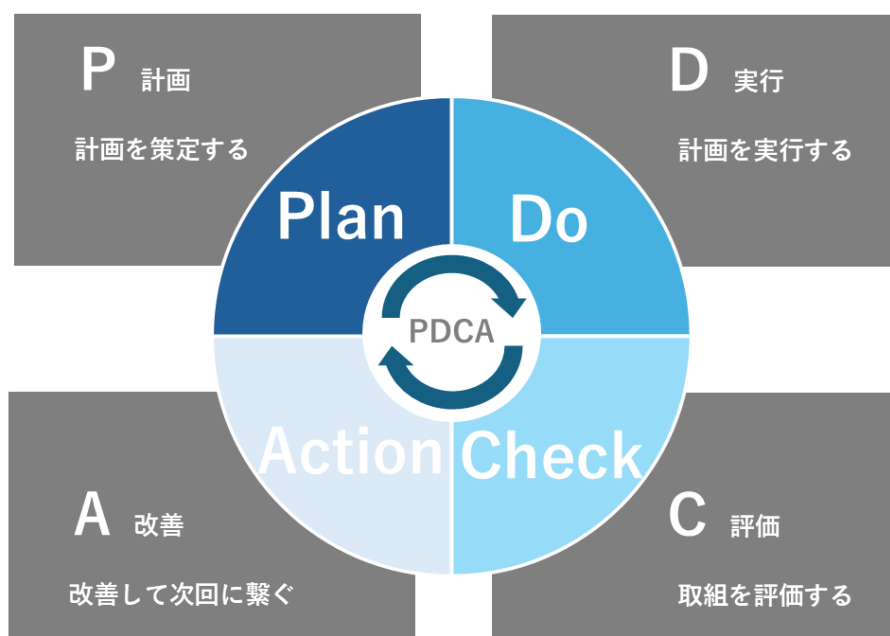 P 計画
計画を策定する
D 実行
計画を実行する
Plan
Do
PDCA
Action
Check
A 改善
改善して次回に繋ぐ
C 評価
取組を評価する